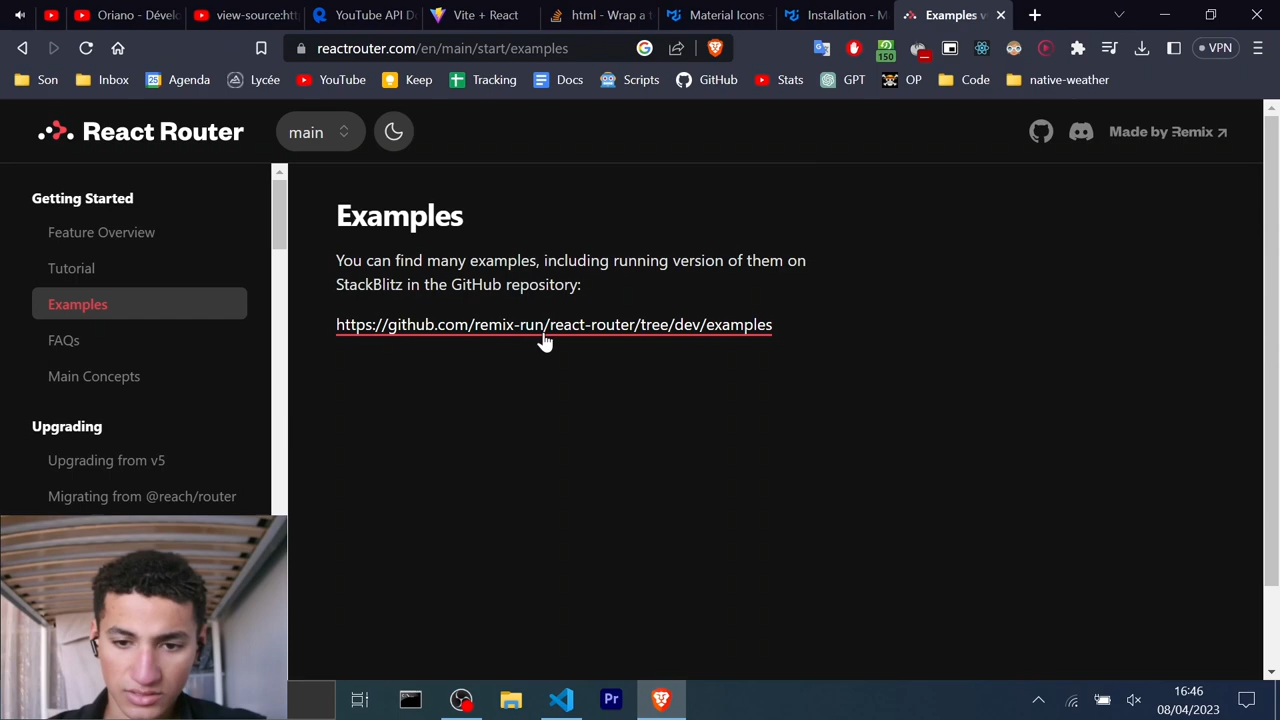 Oriano - Dével
view-source:htt
YouTube API D
Vite + React
html - Wrap a t
Material Icons -
Installation - M
Examples v
reactrouter.com/en/main/start/examples
150
VPN
Son
Inbox
Agenda
Lycée
YouTube
Keep
Tracking
Docs
Scripts
GitHub
Stats
GPT
OP
Code
native-weather
React Router
main
Made by Remix
Getting Started
Feature Overview
Tutorial
Examples
FAQs
Main Concepts
Upgrading
Upgrading from v5
Migrating from @reach/router
Examples
You can find many examples, including running version of them on
StackBlitz in the GitHub repository:
https://github.com/remix-run/react-router/tree/dev/examples
Pr
16:46
08/04/2023